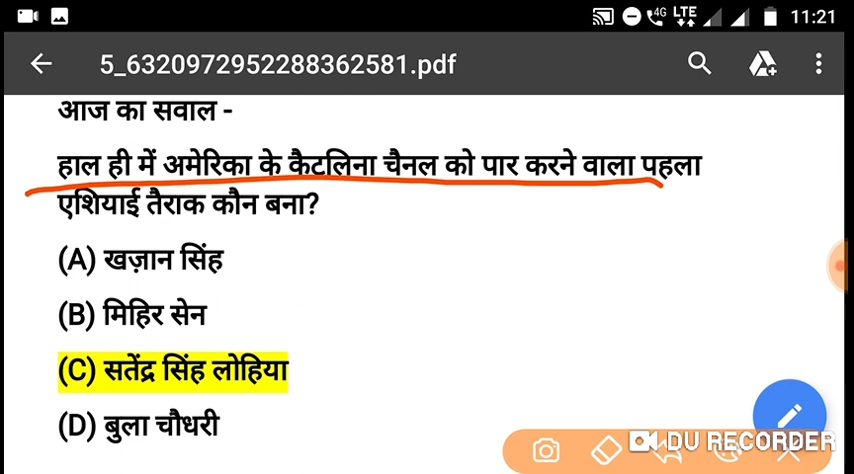 4G LTE 11:21
5_6320972952288362581.pdf
आज का सवाल -
हाल ही में अमेरिका के कैटलिना चैनल को पार करने वाला पहला
एशियाई तैराक कौन बना?
(A) खज़ान सिंह
(B) मिहिर सेन
(C) सतेंद्र सिंह लोहिया
(D) बुला चौधरी
DU RECORDER